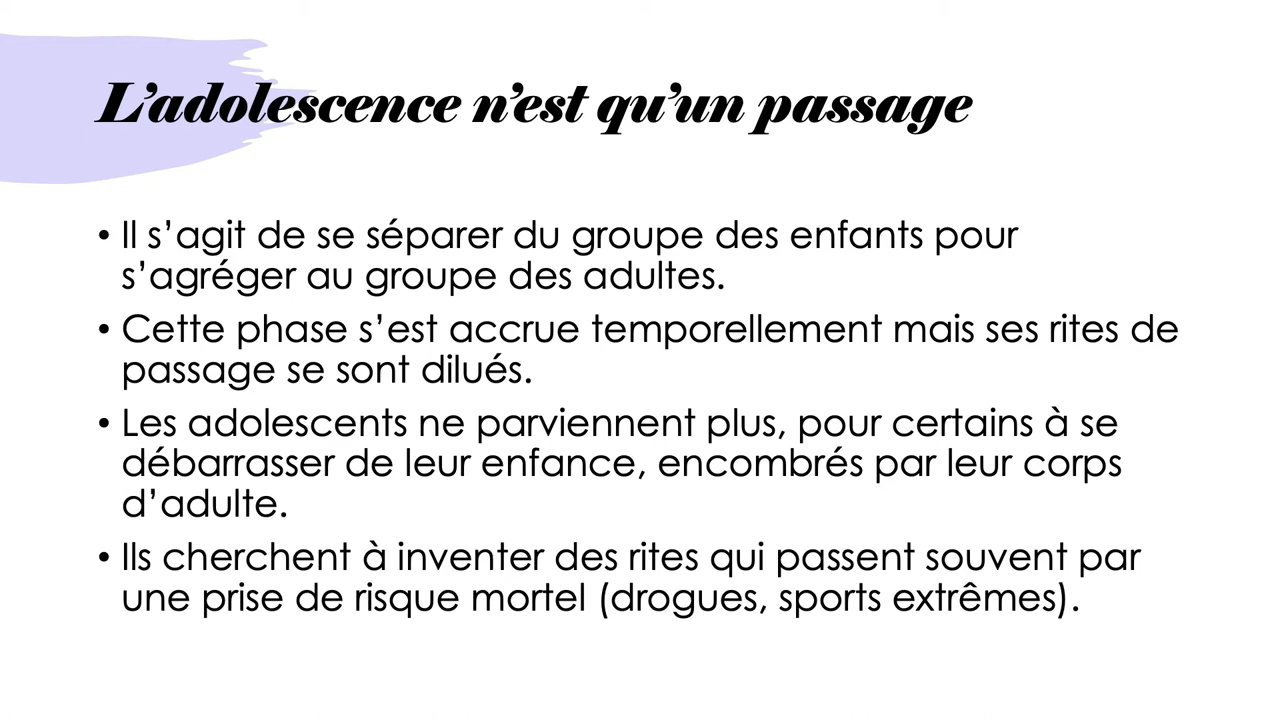 L’adolescence n’est qu’un passage
• Il s’agit de se séparer du groupe des enfants pour
s’agréger au groupe des adultes.
• Cette phase s’est accrue temporellement mais ses rites de
passage se sont dilués.
• Les adolescents ne parviennent plus, pour certains à se
débarrasser de leur enfance, encombrés par leur corps
d’adulte.
• Ils cherchent à inventer des rites qui passent souvent par
une prise de risque mortel (drogues, sports extrêmes).